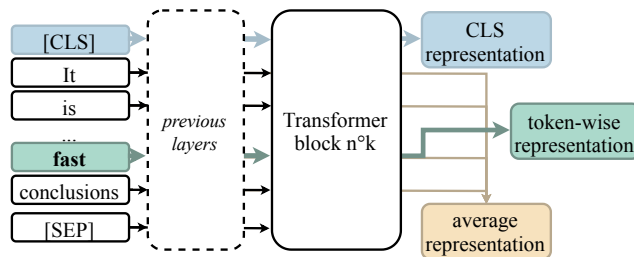 [CLS]
It
is
...
fast
conclusions
[SEP]
previous
layers
Transformer
block n°k
CLS
representation
token-wise
representation
average
representation